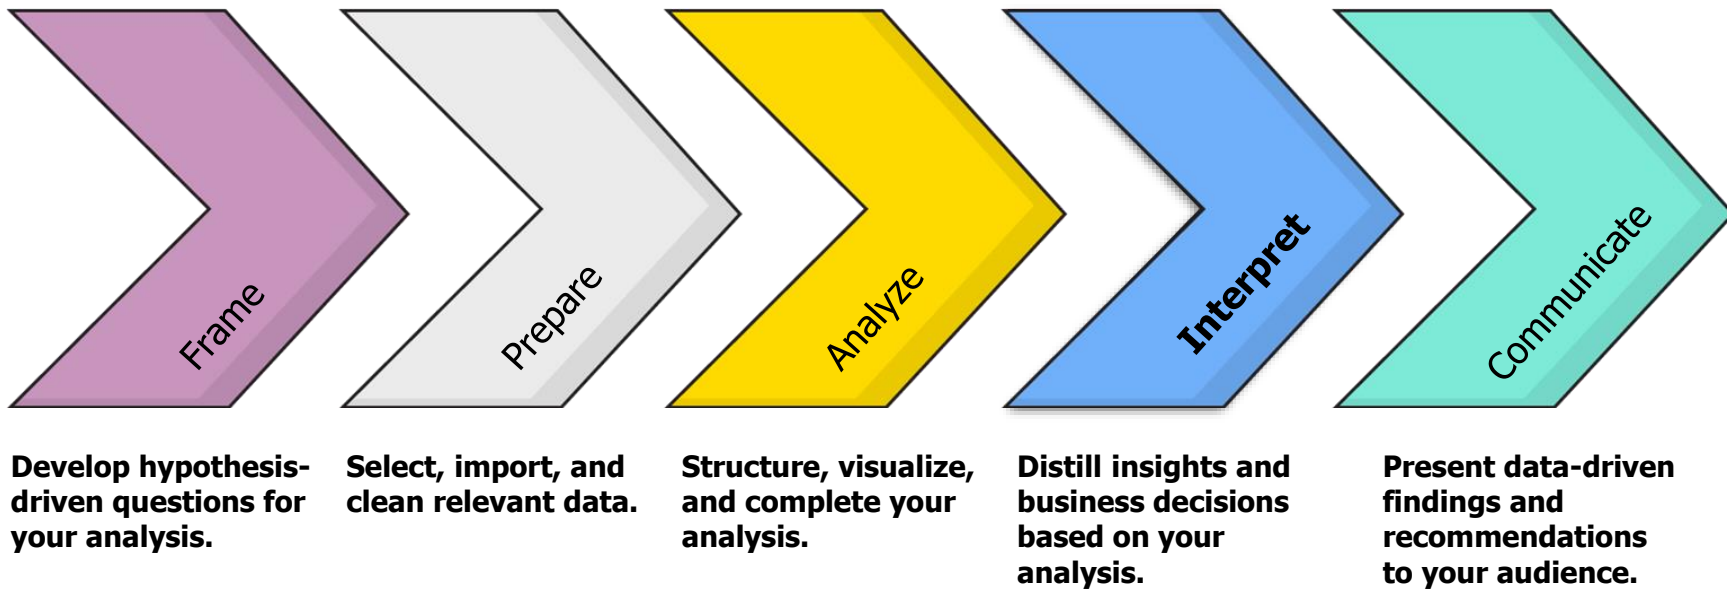 Frame
Prepare
Analyze
Interpret
Communicate
Develop hypothesis-
driven questions for
your analysis.
Select, import, and
clean relevant data.
Structure, visualize,
and complete your
analysis.
Distill insights and
business decisions
based on your
analysis.
Present data-driven
findings and
recommendations
to your audience.